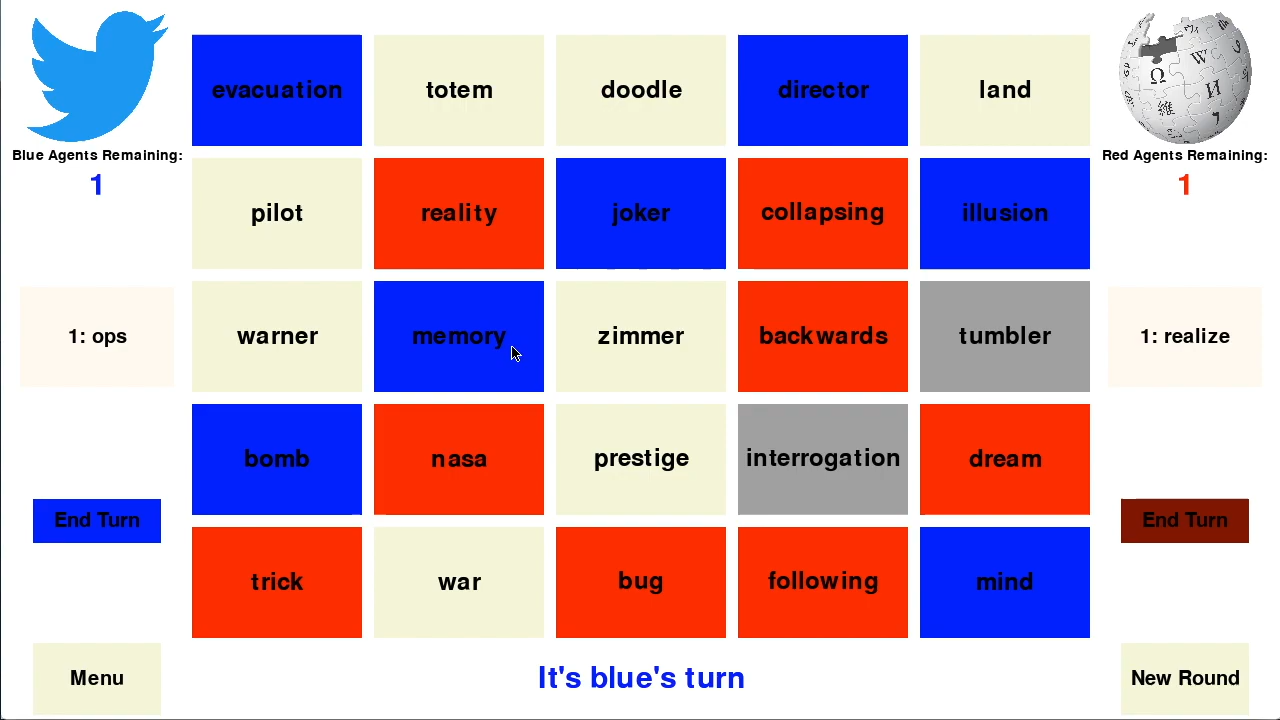 evacuation
totem
doodle
director
land
Blue Agents Remaining:
1
Red Agents Remaining:
1
pilot
reality
joker
collapsing
illusion
1: ops
warner
memory
zimmer
backwards
tumbler
1: realize
bomb
nasa
prestige
interrogation
dream
End Turn
End Turn
trick
war
bug
following
mind
Menu
It's blue's turn
New Round